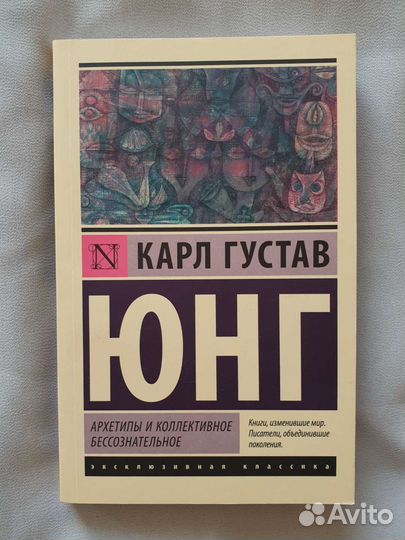 N
КАРЛ ГУСТАВ
ЮНГ
АРХЕТИПЫ И КОЛЛЕКТИВНОЕ
БЕССОЗНАТЕЛЬНОЕ
Книги, изменившие мир.
Писатели, объединившие
поколения.
эксклюзивная классика
Avito